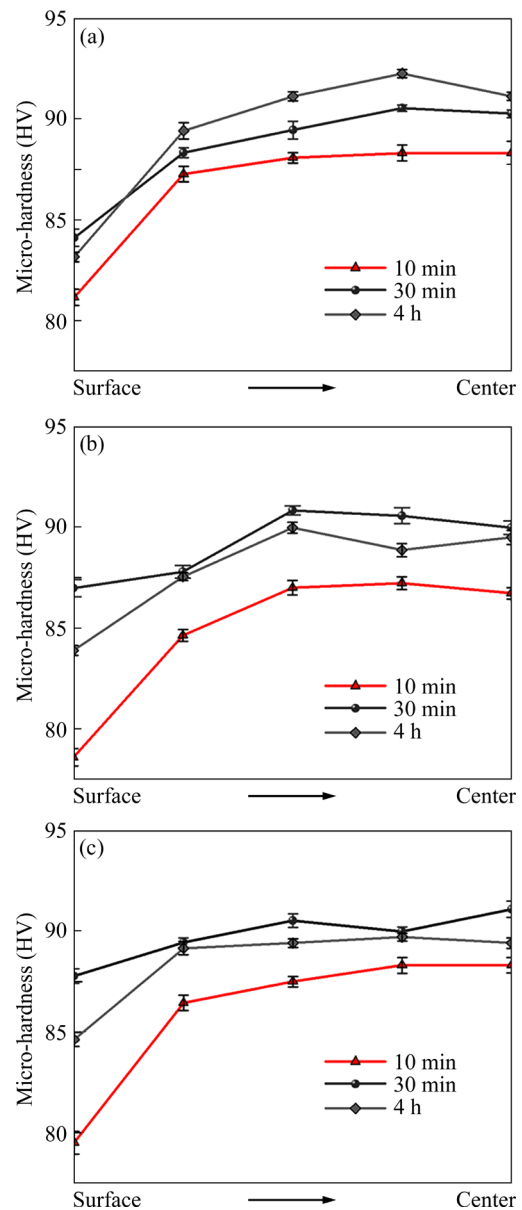 95
(a)
90
85
80
Micro-hardness (HV)
10 min
30 min
4 h
Surface
Center
95
(b)
90
85
80
Micro-hardness (HV)
10 min
30 min
4 h
Surface
Center
95
(c)
90
85
80
Micro-hardness (HV)
10 min
30 min
4 h
Surface
Center